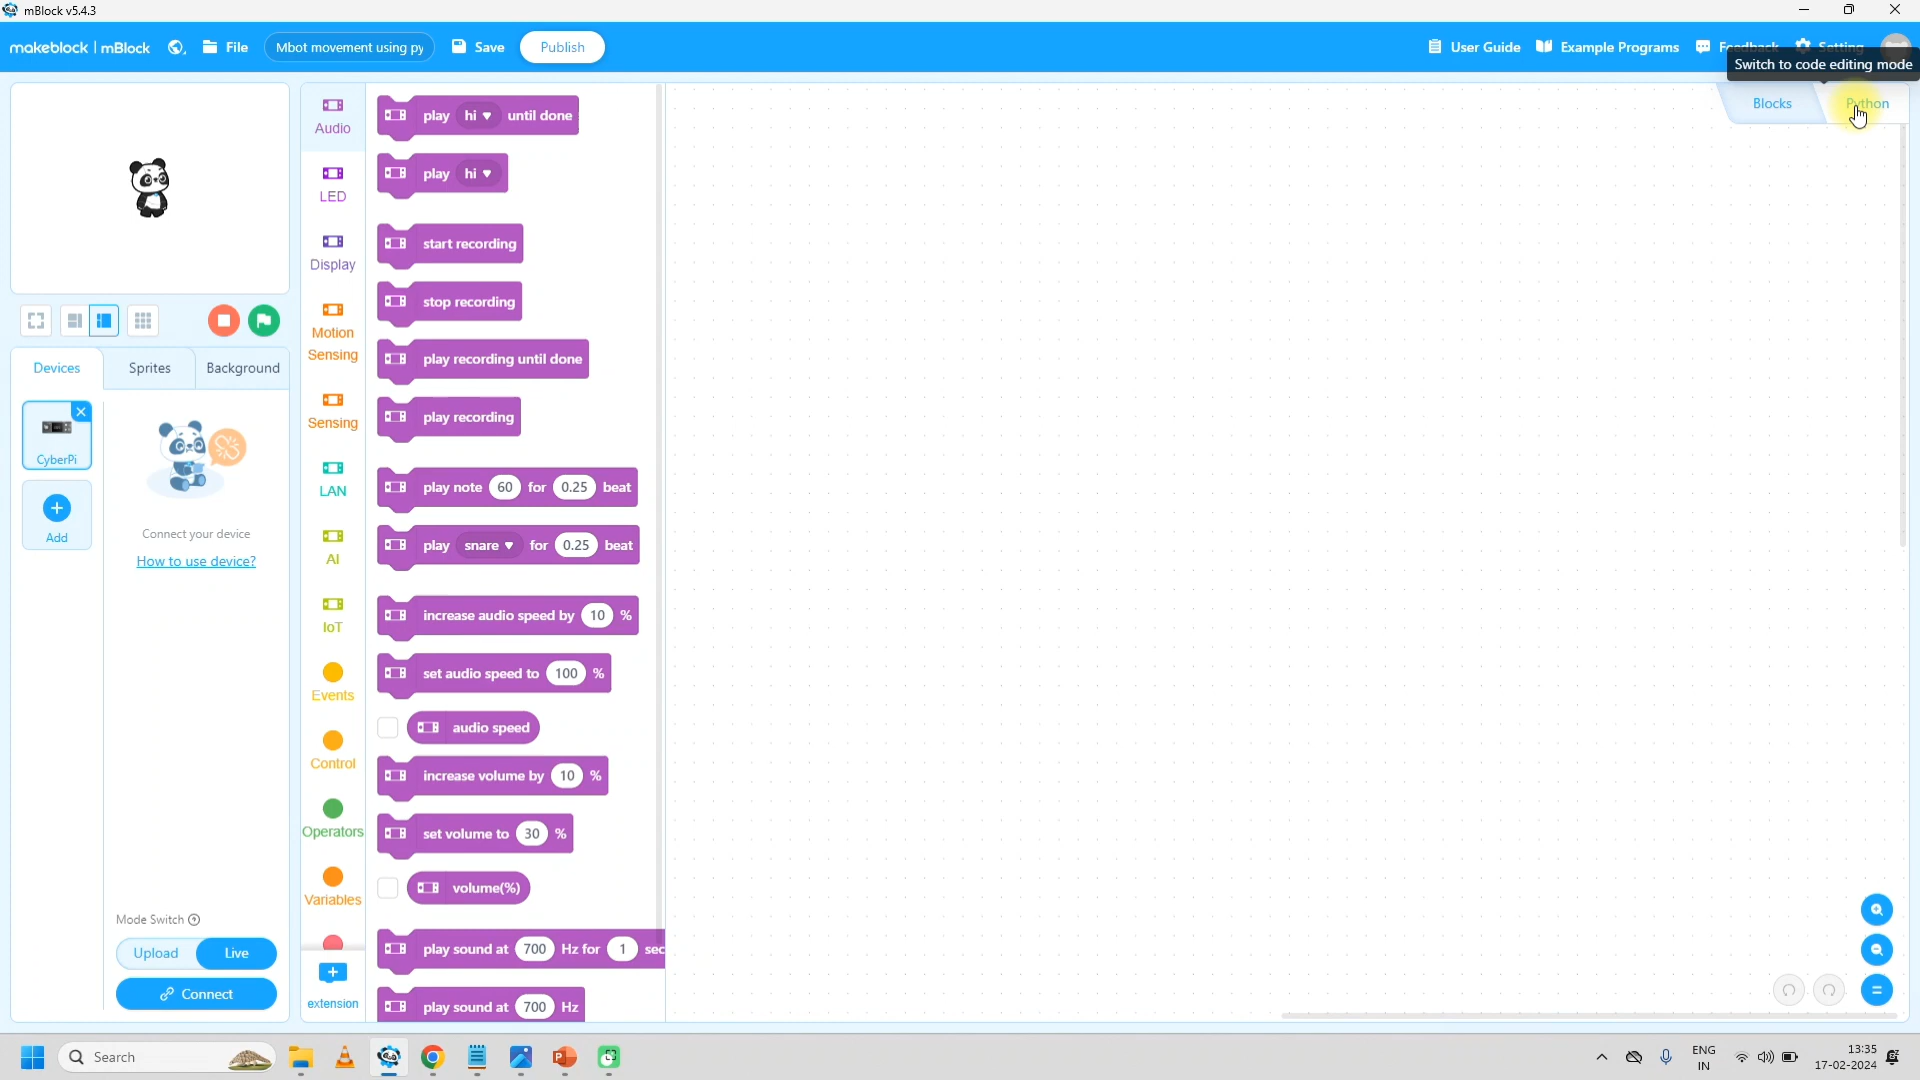 mBlock v5.4.3
makeblock | mBlock File Mbot movement using py Save Publish User Guide Example Programs Feedback Setting
Switch to code editing mode
Blocks Python
Audio
LED
Display
Motion
Sensing
Sensing
LAN
AI
IoT
Events
Control
Operators
Variables
extension
play hi until done
play hi
start recording
stop recording
play recording until done
play recording
play note 60 for 0.25 beat
play snare for 0.25 beat
increase audio speed by 10 %
set audio speed to 100 %
audio speed
increase volume by 10 %
set volume to 30 %
volume(%)
play sound at 700 Hz for 1 sec
play sound at 700 Hz
Devices Sprites Background
CyberPi
Add
Connect your device
How to use device?
Mode Switch
Upload Live
Connect
Search
ENG
IN
13:35
17-02-2024